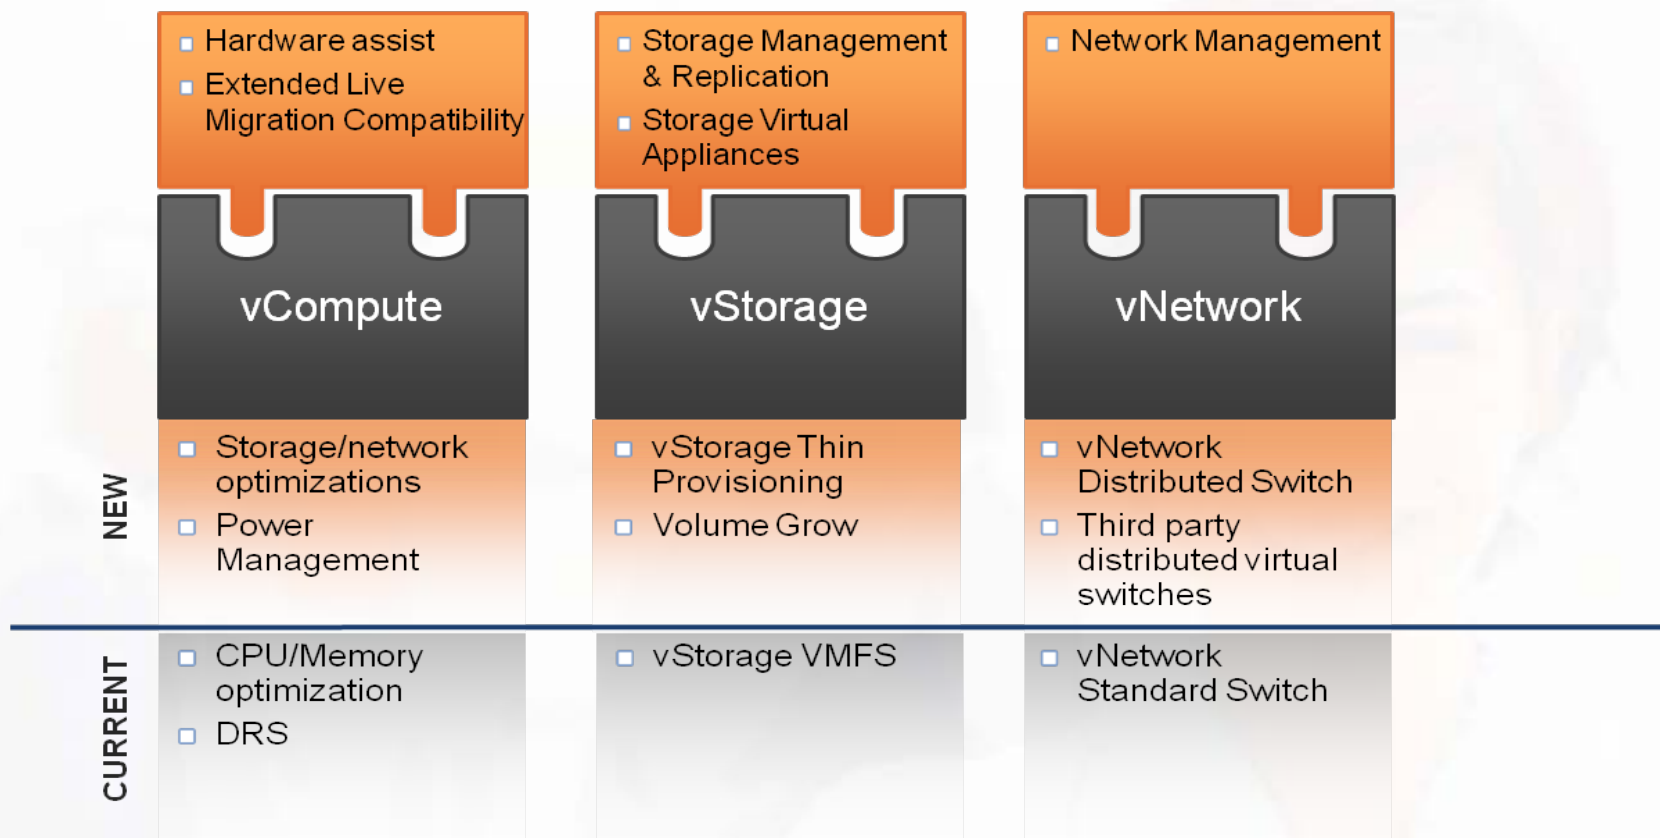 Hardware assist
Extended Live
Migration Compatibility
Storage Management
& Replication
Storage Virtual
Appliances
Network Management
vCompute
vStorage
vNetwork
NEW
Storage/network
optimizations
Power
Management
vStorage Thin
Provisioning
Volume Grow
vNetwork
Distributed Switch
Third party
distributed virtual
switches
CURRENT
CPU/Memory
optimization
DRS
vStorage VMFS
vNetwork
Standard Switch